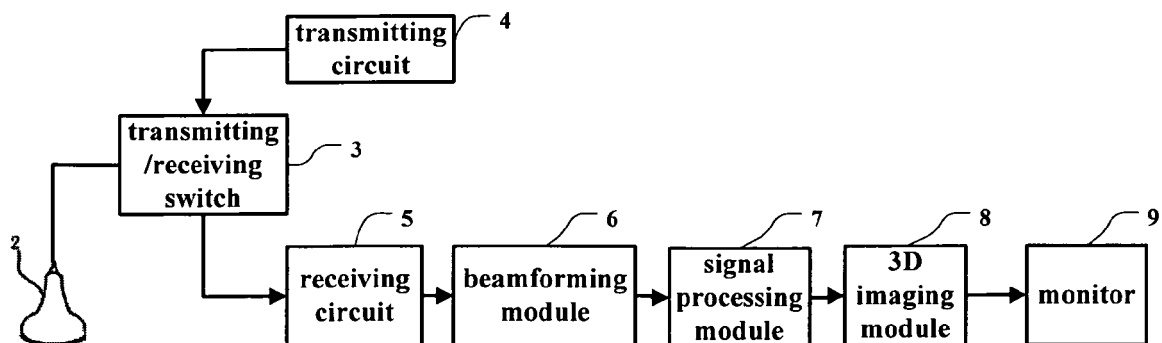 transmitting
circuit
4
transmitting
/receiving
switch
3
2
receiving
circuit
5
beamforming
module
6
signal
processing
module
7
3D
imaging
module
8
monitor
9